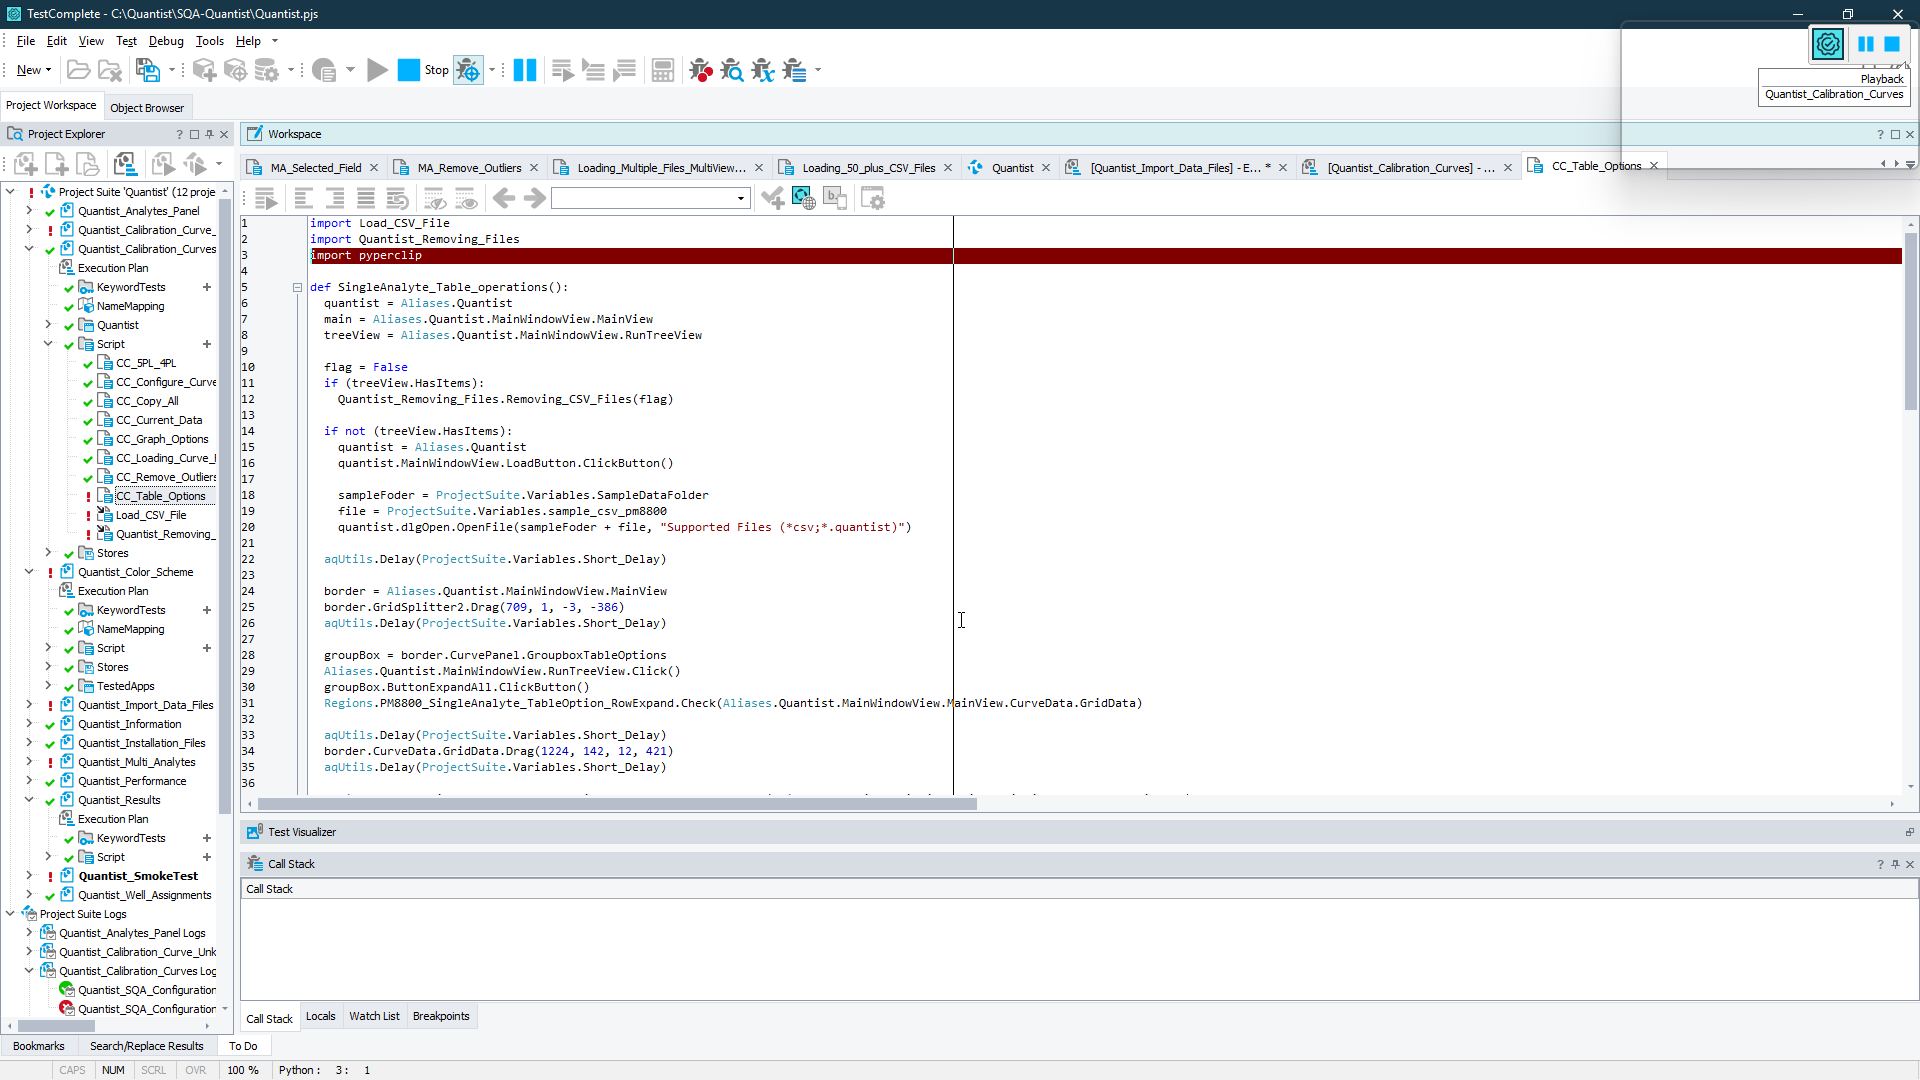 TestComplete - C:\Quantist\SQA-Quantist\Quantist.pjs
File Edit View Test Debug Tools Help
New
Stop
Playback
Quantist_Calibration_Curves
Project Workspace
Object Browser
Project Explorer
Workspace
MA_Selected_Field
MA_Remove_Outliers
Loading_Multiple_Files_MultiView...
Loading_50_plus_CSV_Files
Quantist
[Quantist_Import_Data_Files] - E... *
[Quantist_Calibration_Curves] - ...
CC_Table_Options
Project Suite 'Quantist' (12 proje
Quantist_Analytes_Panel
Quantist_Calibration_Curve_
Quantist_Calibration_Curves
Execution Plan
KeywordTests
NameMapping
Quantist
Script
CC_5PL_4PL
CC_Configure_Curve
CC_Copy_All
CC_Current_Data
CC_Graph_Options
CC_Loading_Curve_
CC_Remove_Outliers
CC_Table_Options
Load_CSV_File
Quantist_Removing_
Stores
Quantist_Color_Scheme
Execution Plan
KeywordTests
NameMapping
Script
Stores
TestedApps
Quantist_Import_Data_Files
Quantist_Information
Quantist_Installation_Files
Quantist_Multi_Analytes
Quantist_Performance
Quantist_Results
Execution Plan
KeywordTests
Script
Quantist_SmokeTest
Quantist_Well_Assignments
Project Suite Logs
Quantist_Analytes_Panel Logs
Quantist_Calibration_Curve_Unk
Quantist_Calibration_Curves Log
Quantist_SQA_Configuration
Quantist_SQA_Configuration
1 import Load_CSV_File
2 import Quantist_Removing_Files
3 import pyperclip
4
5 def SingleAnalyte_Table_operations():
6 quantist = Aliases.Quantist
7 main = Aliases.Quantist.MainWindowView.MainView
8 treeView = Aliases.Quantist.MainWindowView.RunTreeView
9
10 flag = False
11 if (treeView.HasItems):
12 Quantist_Removing_Files.Removing_CSV_Files(flag)
13
14 if not (treeView.HasItems):
15 quantist = Aliases.Quantist
16 quantist.MainWindowView.LoadButton.ClickButton()
17
18 sampleFoder = ProjectSuite.Variables.SampleDataFolder
19 file = ProjectSuite.Variables.sample_csv_pm8800
20 quantist.dlgOpen.OpenFile(sampleFoder + file, "Supported Files (*csv;*.quantist)")
21
22 aqUtils.Delay(ProjectSuite.Variables.Short_Delay)
23
24 border = Aliases.Quantist.MainWindowView.MainView
25 border.GridSplitter2.Drag(709, 1, -3, -386)
26 aqUtils.Delay(ProjectSuite.Variables.Short_Delay)
27
28 groupBox = border.CurvePanel.GroupboxTableOptions
29 Aliases.Quantist.MainWindowView.RunTreeView.Click()
30 groupBox.ButtonExpandAll.ClickButton()
31 Regions.PM8800_SingleAnalyte_TableOption_RowExpand.Check(Aliases.Quantist.MainWindowView.MainView.CurveData.GridData)
32
33 aqUtils.Delay(ProjectSuite.Variables.Short_Delay)
34 border.CurveData.GridData.Drag(1224, 142, 12, 421)
35 aqUtils.Delay(ProjectSuite.Variables.Short_Delay)
36
Test Visualizer
Call Stack
Call Stack
Call Stack
Locals
Watch List
Breakpoints
Bookmarks
Search/Replace Results
To Do
CAPS NUM SCRL OVR 100 % Python : 3 : 1